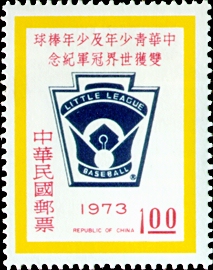 中華青少年及少年棒球
雙獲世界冠軍紀念
中華民國郵票
LITTLE LEAGUE
BASEBALL
®
1973
REPUBLIC OF CHINA
1.00